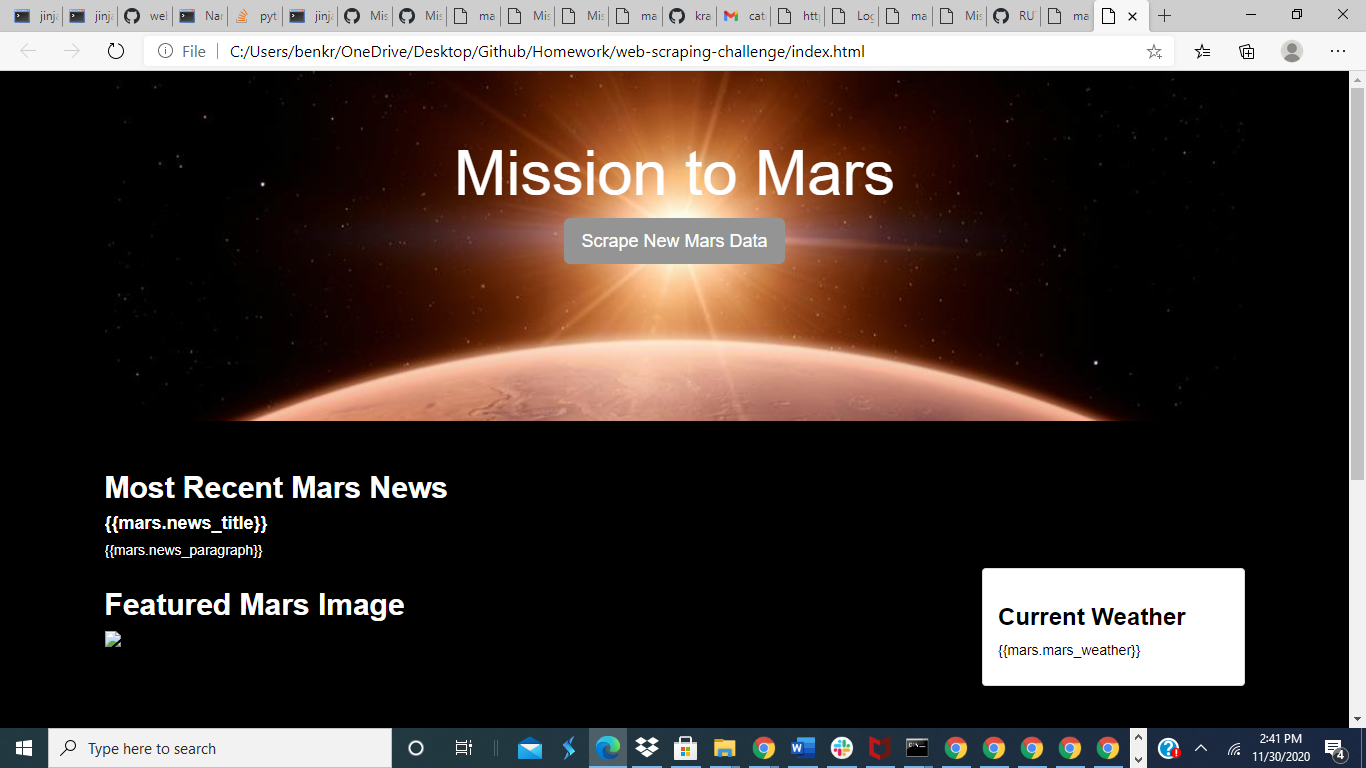 jinja
jinja
wel
Nar
pyt
jinja
Mis
Mis
ma
Mis
Mis
ma
kra
cat
http
Log
ma
Mis
RU
ma
File
C:/Users/benkr/OneDrive/Desktop/Github/Homework/web-scraping-challenge/index.html
Mission to Mars
Scrape New Mars Data
Most Recent Mars News
{{mars.news_title}}
{{mars.news_paragraph}}
Featured Mars Image
Current Weather
{{mars.mars_weather}}
Type here to search
2:41 PM
11/30/2020
4